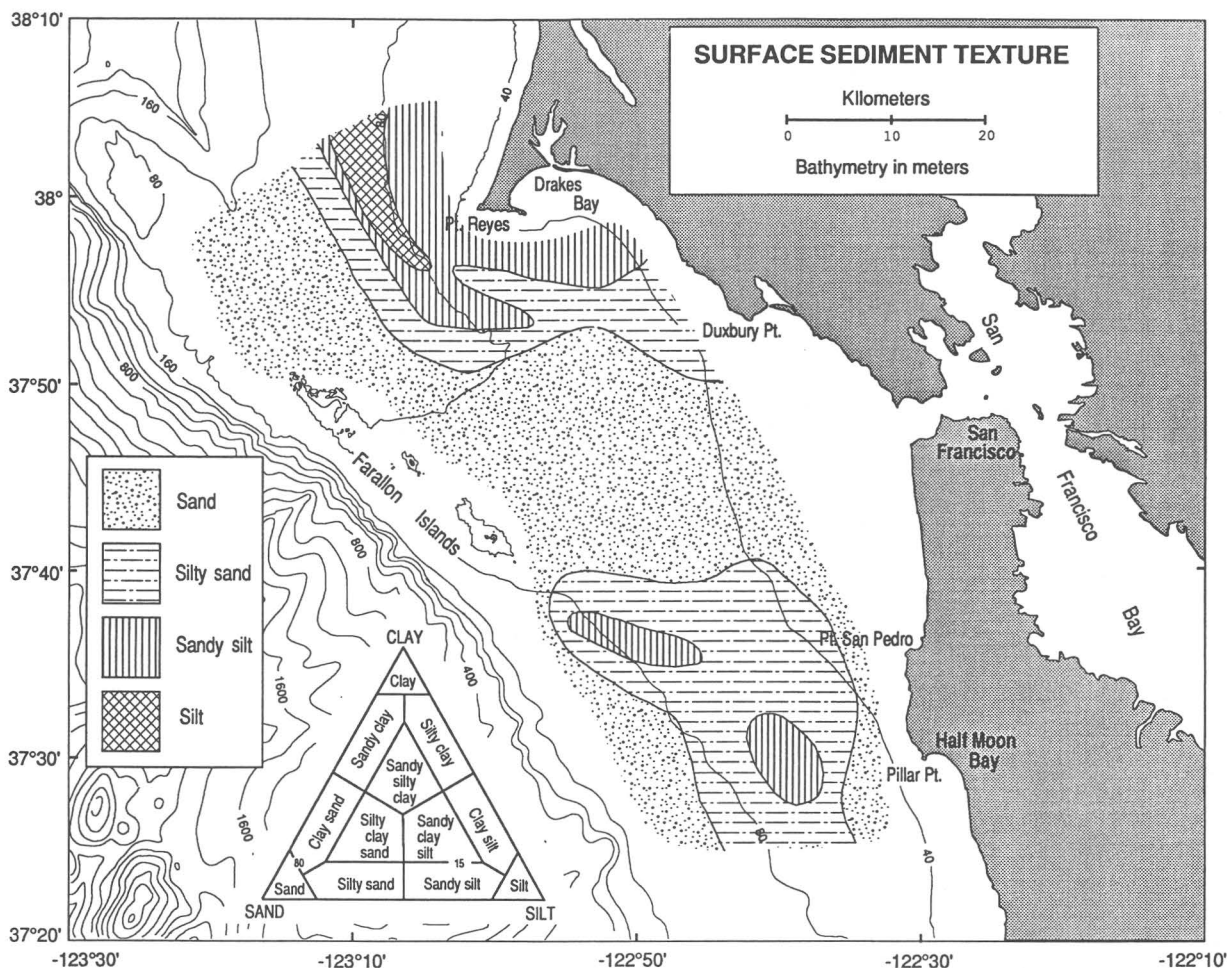 38°10'
38°
37°50'
37°40'
37°30'
37°20'
-123°30'
-123°10'
-122°50'
-122°30'
-122°10'
SURFACE SEDIMENT TEXTURE
Kilometers
0 10 20
Bathymetry in meters
160
80
40
80
Drakes
Bay
Pt. Reyes
Duxbury Pt.
San
Francisco
Bay
San
Francisco
160
800
Farallon
Islands
800
400
1600
1600
Pt. San Pedro
Half Moon
Bay
Pillar Pt.
80
40
Sand
Silty sand
Sandy silt
Silt
CLAY
Clay
Sandy clay
Silty clay
Sandy
silty
clay
Clay sand
Silty
clay
sand
Sandy
clay
silt
Clay silt
80
15
Sand
Silty sand
Sandy silt
Silt
SAND
SILT